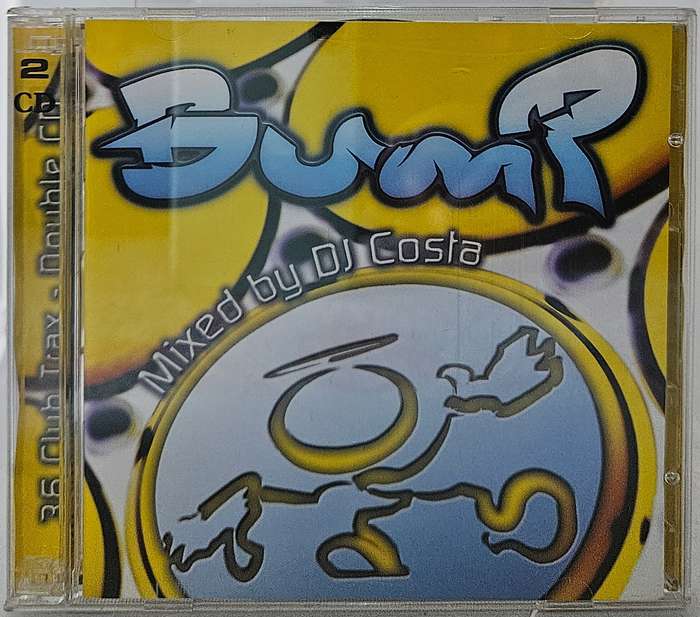 2
CD
36 Club Trax - Double CD
BumP
Mixed by DJ Costa